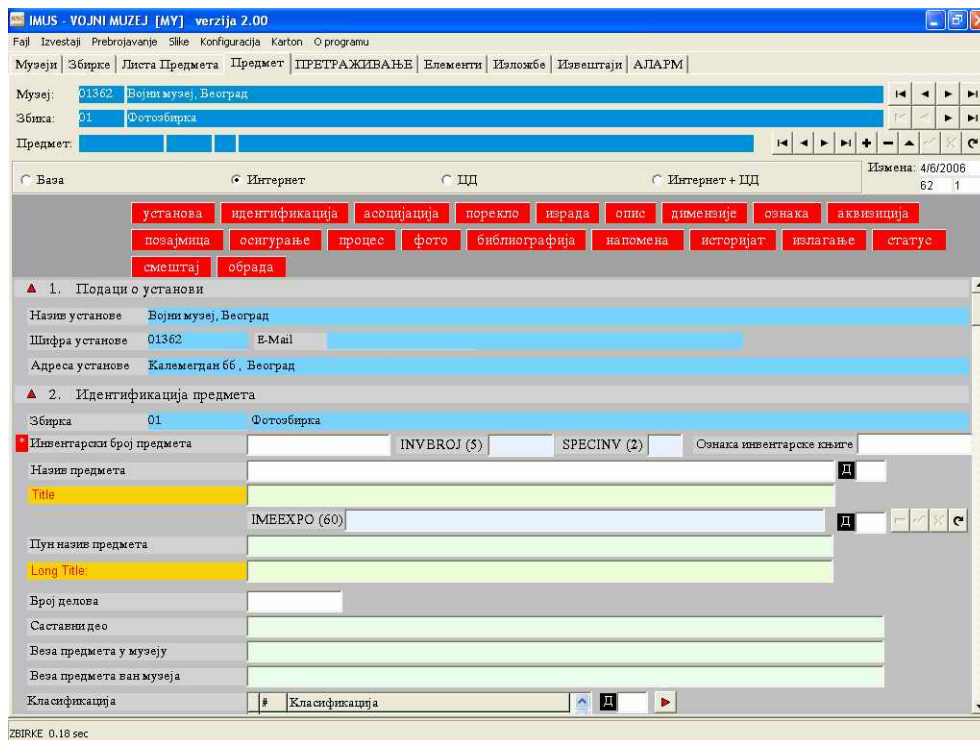 IMUS - VOJNI MUZEJ [MY] verzija 2.00
Fajl Izvestaji Prebrojavanje Slike Konfiguracija Karton O programu
Музеји Збирке Листа Предмета Предмет ПРЕТРАЖИВАЊЕ Елементи Изложбе Извештаји АЛАРМ
Музеј: 01362 Војни музеј, Београд
Збика: 01 Фотозбирка
Предмет:
База Интернет ЦД Интернет + ЦД Измена: 4/6/2006
62 1
установа идентификација асоцијација порекло израда опис димензије ознака аквизиција
позајмица осигурање процес фото библиографија напомена историјат излагање статус
смештај обрада
1. Подаци о установи
Назив установе Војни музеј, Београд
Шифра установе 01362 E-Mail
Адреса установе Калемегдан бб , Београд
2. Идентификација предмета
Збирка 01 Фотозбирка
* Инвентарски број предмета INVBROJ (5) SPECINV (2) Ознака инвентарске књиге
Назив предмета Д
Title
IMEEXPO (60) Д
Пун назив предмета
Long Title:
Број делова
Саставни део
Веза предмета у музеју
Веза предмета ван музеја
Класификација # Класификација Д
ZBIRKE 0.18 sec